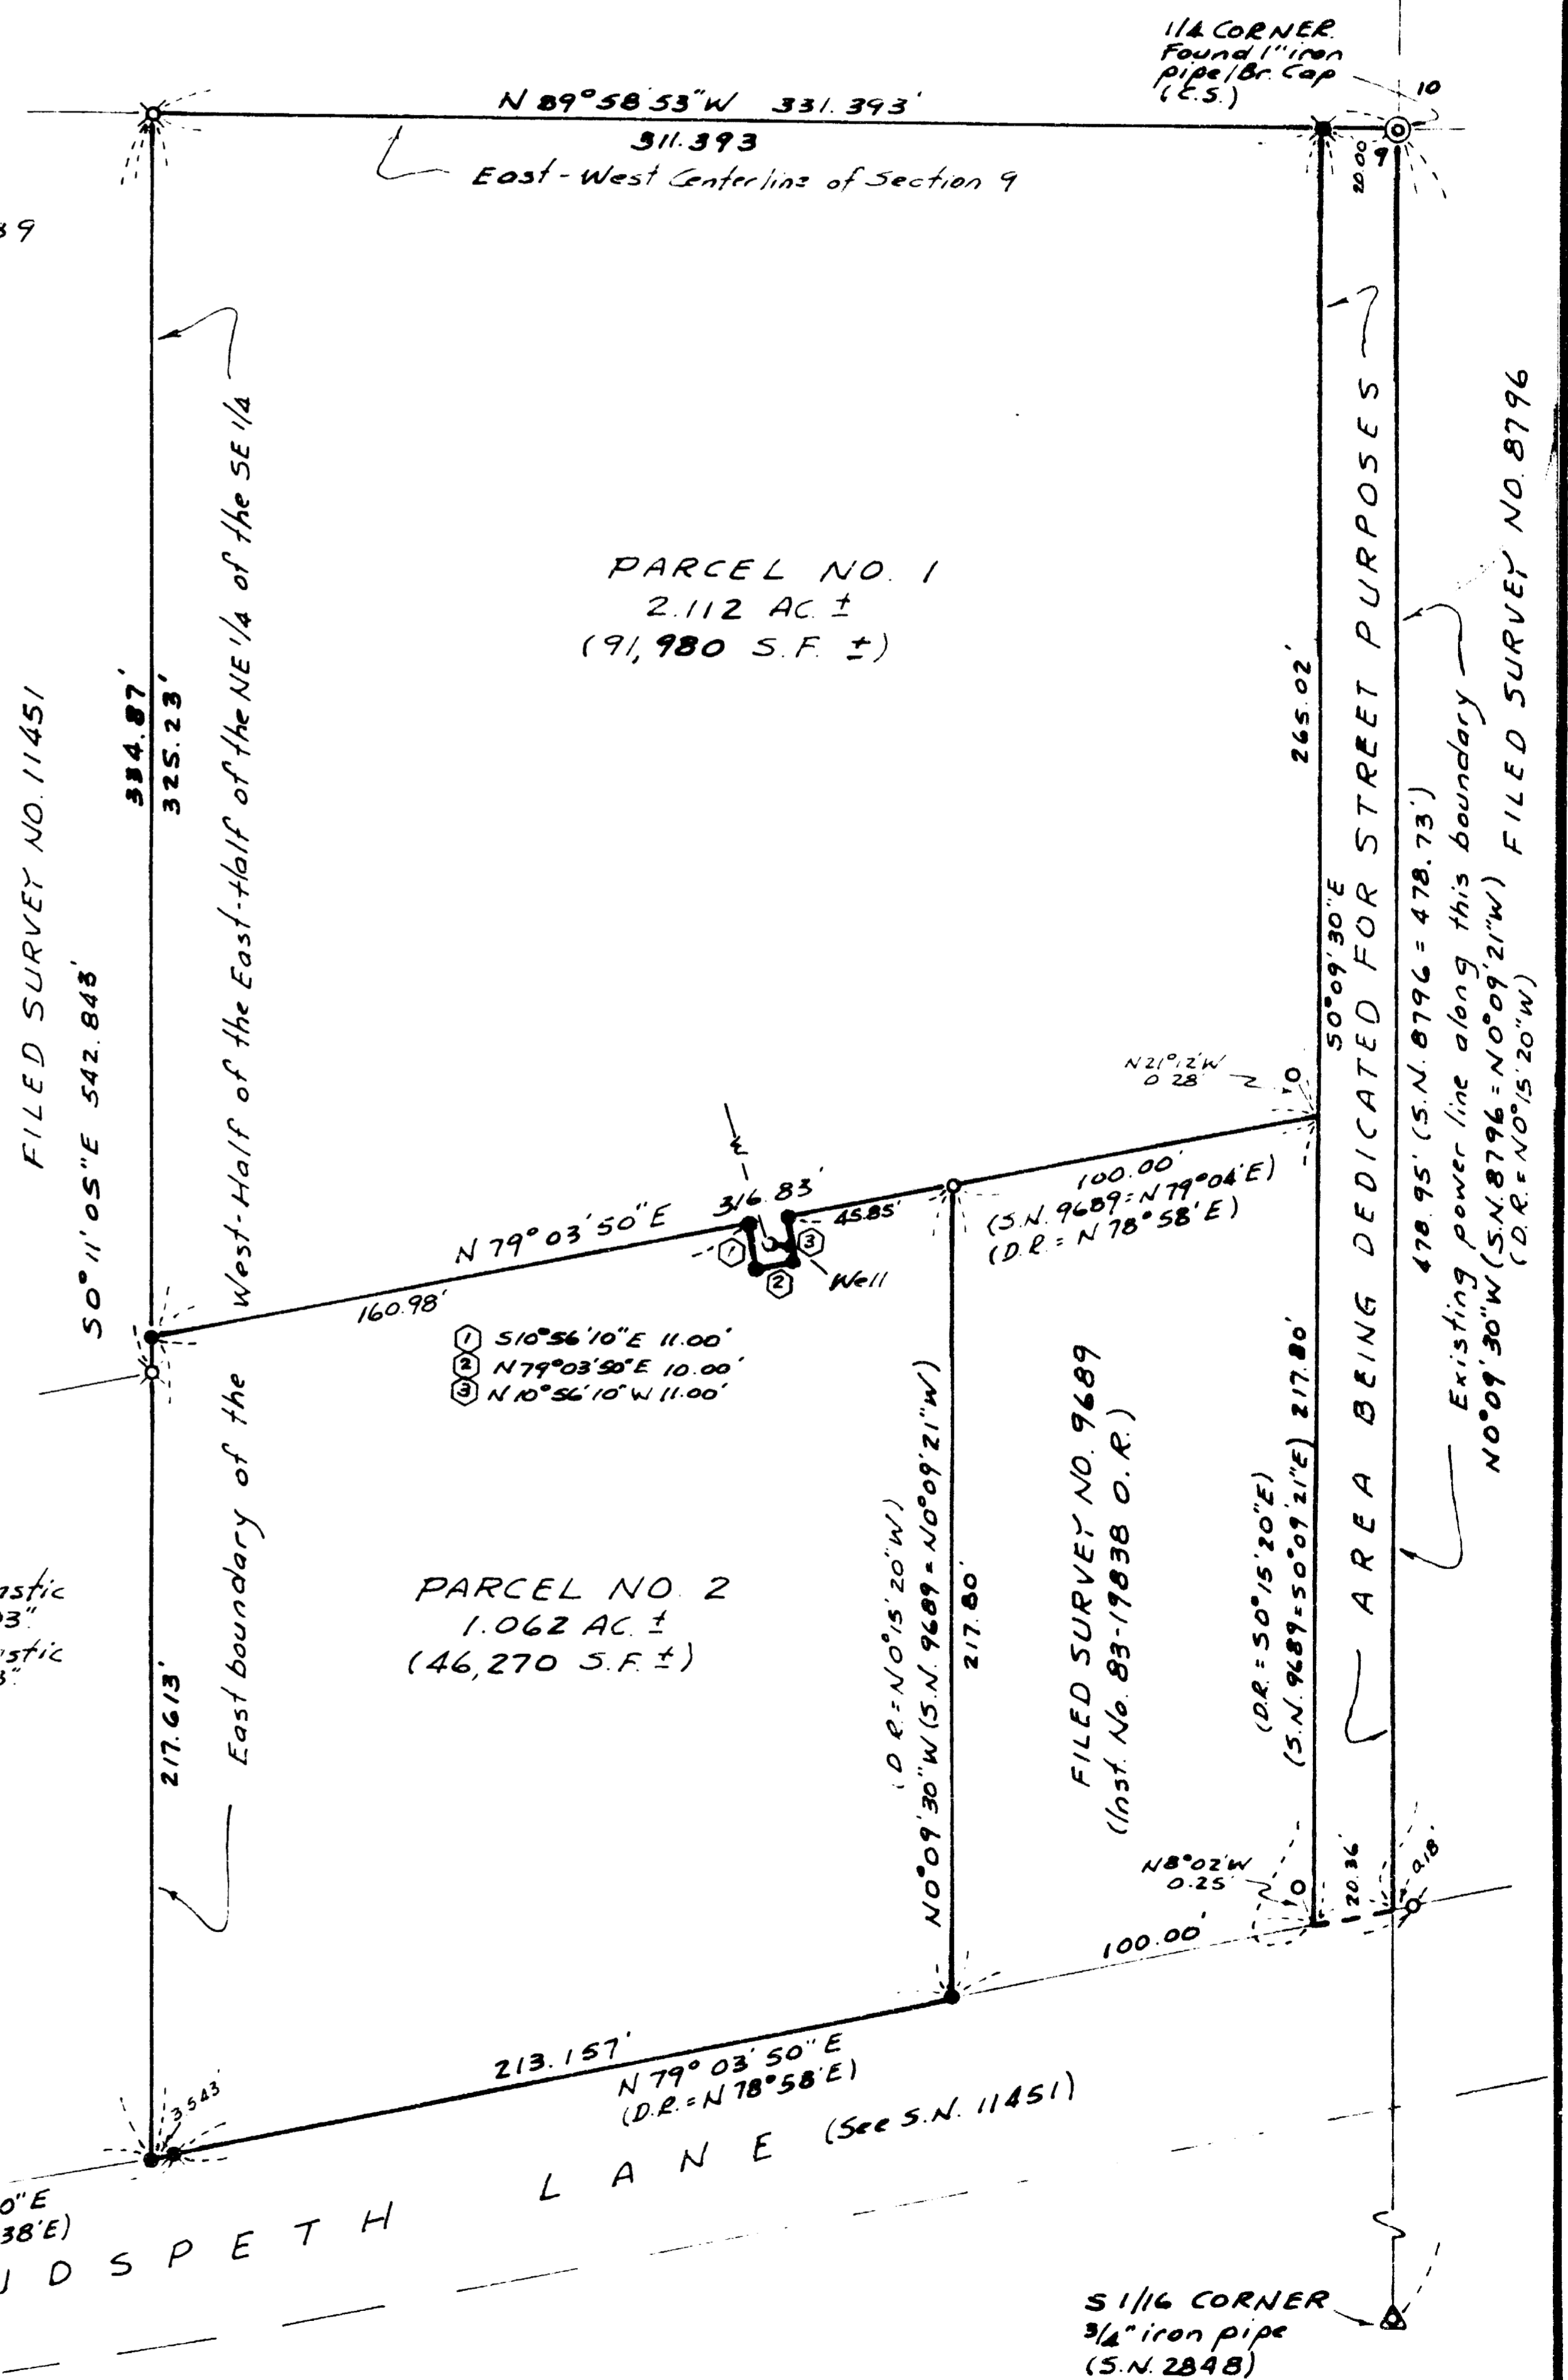 1/4 CORNER
Found 1" iron
pipe/Br. Cap
(C.S.)
10
9
20.00
N 89°58'53"W 331.393'
311.393
East-West Centerline of Section 9
39
PARCEL NO. 1
2.112 AC. ±
(91,980 S.F. ±)
FILED SURVEY NO. 11451
S0°11'05"E 542.843'
334.87'
325.23'
East boundary of the West-Half of the East-Half of the NE 1/4 of the SE 1/4
265.02'
S0°09'30"E
AREA BEING DEDICATED FOR STREET PURPOSES
478.95' (S.N. 8796 = 478.73')
Existing power line along this boundary
N0°09'30"W (S.N. 8796 = N0°09'21"W)
(D.R. = N0°15'20"W)
FILED SURVEY NO. 8796
N21°12'W
0.28'
N 79°03'50"E
316.83'
160.98'
45.85'
100.00'
(S.N. 9689 = N79°04'E)
(D.R. = N 78°58'E)
1
2
3
Well
1 S10°56'10"E 11.00'
2 N79°03'50"E 10.00'
3 N10°56'10"W 11.00'
PARCEL NO. 2
1.062 AC. ±
(46,270 S.F. ±)
217.613'
(D.R. = N0°15'20"W)
N0°09'30"W (S.N. 9689 = N0°09'21"W)
217.80'
FILED SURVEY NO. 9689
(Inst. No. 83-19838 O.R.)
(D.R. = S0°15'20"E)
(S.N. 9689 = S0°09'21"E) 217.80'
N8°02'W
0.25'
20.36'
0.18'
100.00'
213.157'
N 79°03'50"E
(D.R. = N 78°58'E)
3.543'
(See S.N. 11451)
0"E
38'E)
DSPETH LANE
S 1/16 CORNER
3/4" iron pipe
(S.N. 2848)